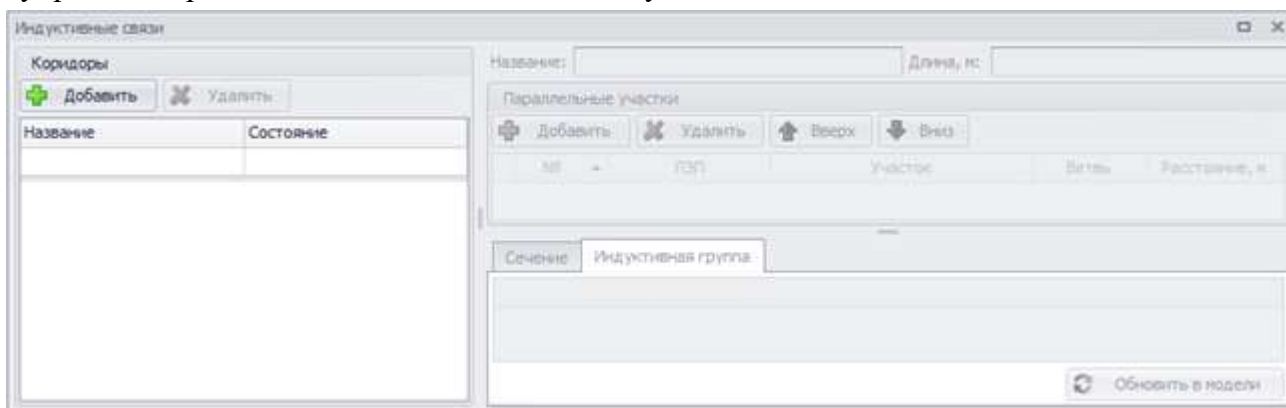 Индуктивные связи
Коридоры
Добавить Удалить
Название Состояние
Название: Длина, м:
Параллельные участки
Добавить Удалить Вверх Вниз
№ ЛЭП Участок Ветвь Расстояние, м
Сечение Индуктивная группа
Обновить в модели